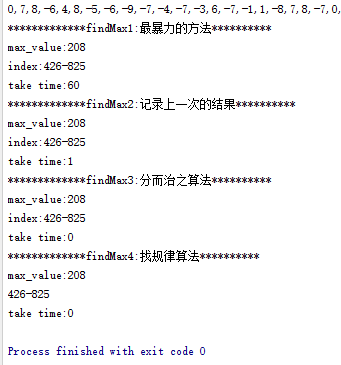 0,7,8,-6,4,8,-5,-6,-9,-7,-4,-7,-3,6,-7,-1,1,-8,7,8,-7,0,
*************findMax1:最暴力的方法**********
max_value:208
index:426-825
take time:60
*************findMax2:记录上一次的结果**********
max_value:208
index:426-825
take time:1
*************findMax3:分而治之算法**********
max_value:208
index:426-825
take time:0
*************findMax4:找规律算法**********
max_value:208
426-825
take time:0
Process finished with exit code 0